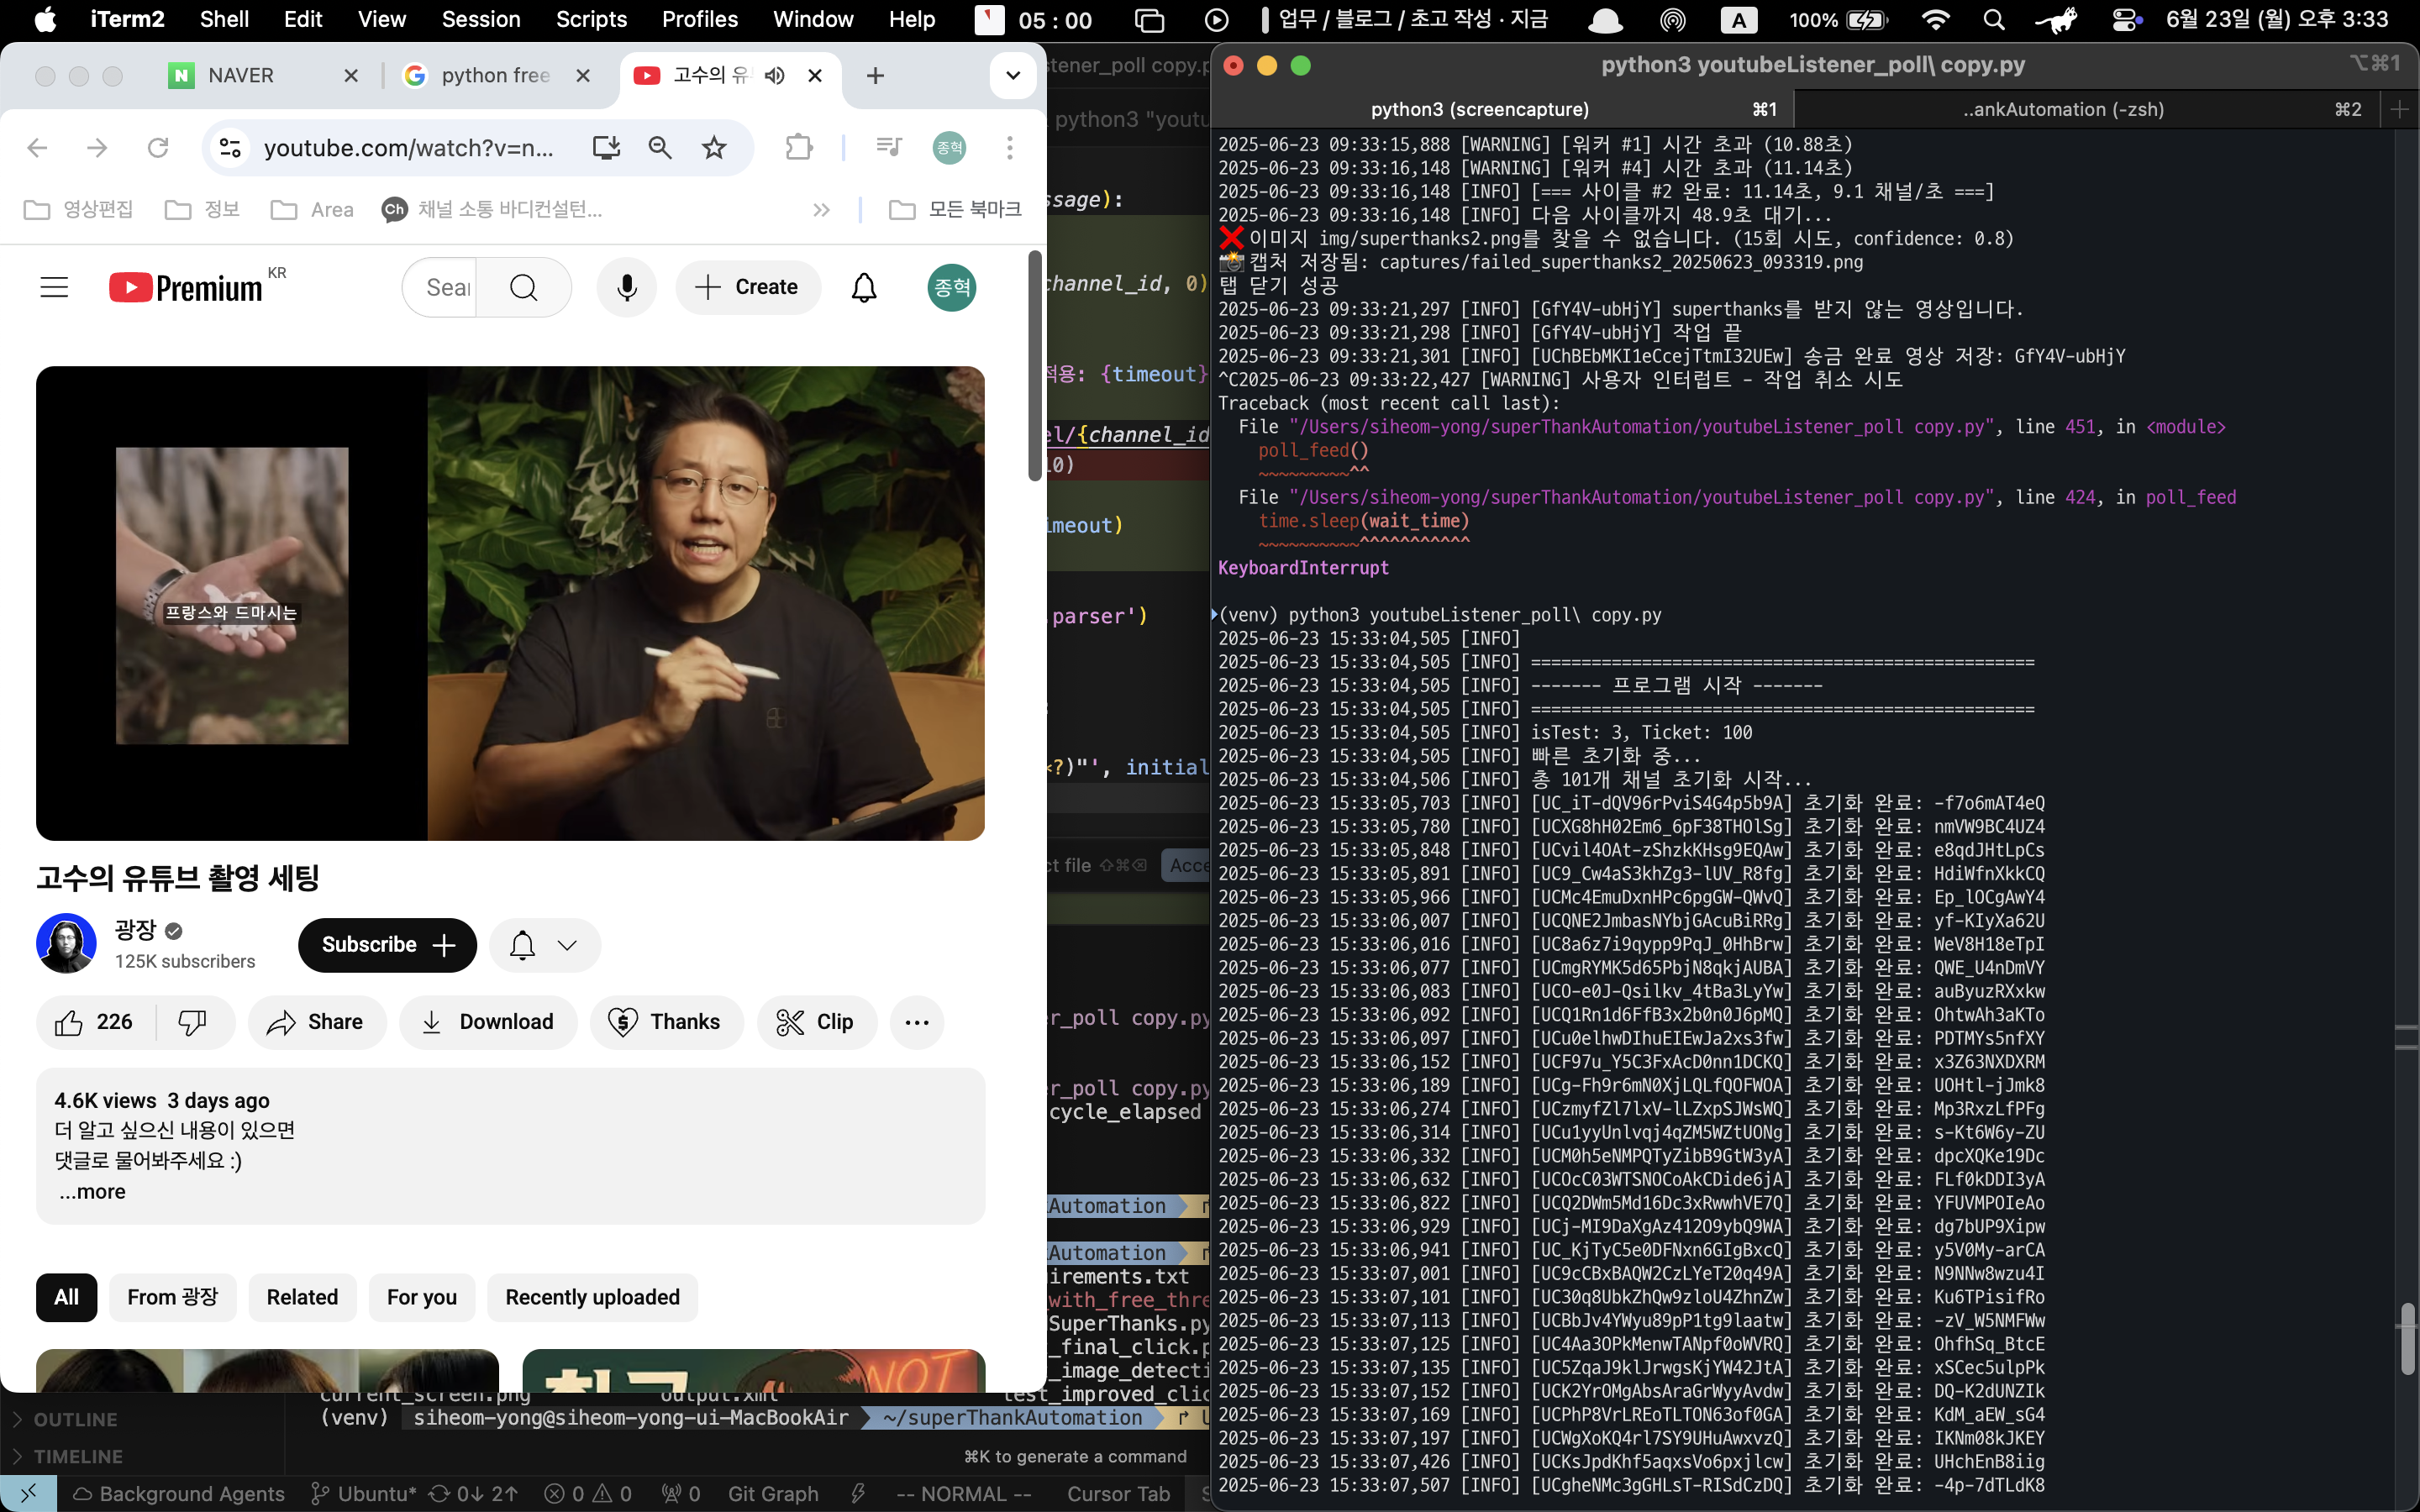 iTerm2 Shell Edit View Session Scripts Profiles Window Help 05 : 00 업무 / 블로그 / 초고 작성 · 지금 A 100% 6월 23일 (월) 오후 3:33
NAVER
python free
고수의 유
youtube.com/watch?v=n...
종혁
영상편집 정보 Area Ch 채널 소통 바디컨설턴... 모든 북마크
Premium KR
Create
종혁
프랑스와 드마시는
고수의 유튜브 촬영 세팅
광장
125K subscribers
Subscribe
226 Share Download Thanks Clip
4.6K views 3 days ago
더 알고 싶으신 내용이 있으면
댓글로 물어봐주세요 :)
...more
All From 광장 Related For you Recently uploaded
NOT
stener_poll copy.p
python3 "youtu
ssage):
channel_id, 0)
적용: {timeout}
el/{channel_id
imeout)
parser')
initial
ct file
r_poll copy.py
r_poll copy.py
cycle_elapsed
Automation
Automation
irements.txt
with_free_thre
SuperThanks.py
_final_click.p
_image_detecti
test_improved_clic
current_screen.png output.xml
(venv) siheom-yong@siheom-yong-ui-MacBookAir ~/superThankAutomation
OUTLINE
TIMELINE
⌘K to generate a command
Background Agents Ubuntu* 0↓ 2↑ 0 0 0 Git Graph -- NORMAL -- Cursor Tab
python3 youtubeListener_poll\ copy.py ⌥⌘1
python3 (screencapture) ⌘1 ..ankAutomation (-zsh) ⌘2
2025-06-23 09:33:15,888 [WARNING] [워커 #1] 시간 초과 (10.88초)
2025-06-23 09:33:16,148 [WARNING] [워커 #4] 시간 초과 (11.14초)
2025-06-23 09:33:16,148 [INFO] [=== 사이클 #2 완료: 11.14초, 9.1 채널/초 ===]
2025-06-23 09:33:16,148 [INFO] 다음 사이클까지 48.9초 대기...
❌이미지 img/superthanks2.png를 찾을 수 없습니다. (15회 시도, confidence: 0.8)
📸캡처 저장됨: captures/failed_superthanks2_20250623_093319.png
탭 닫기 성공
2025-06-23 09:33:21,297 [INFO] [GfY4V-ubHjY] superthanks를 받지 않는 영상입니다.
2025-06-23 09:33:21,298 [INFO] [GfY4V-ubHjY] 작업 끝
2025-06-23 09:33:21,301 [INFO] [UChBEbMKI1eCcejTtmI32UEw] 송금 완료 영상 저장: GfY4V-ubHjY
^C2025-06-23 09:33:22,427 [WARNING] 사용자 인터럽트 - 작업 취소 시도
Traceback (most recent call last):
File "/Users/siheom-yong/superThankAutomation/youtubeListener_poll copy.py", line 451, in <module>
poll_feed()
~~~~~~~~~^^
File "/Users/siheom-yong/superThankAutomation/youtubeListener_poll copy.py", line 424, in poll_feed
time.sleep(wait_time)
~~~~~~~~~~^^^^^^^^^^^
KeyboardInterrupt
(venv) python3 youtubeListener_poll\ copy.py
2025-06-23 15:33:04,505 [INFO]
2025-06-23 15:33:04,505 [INFO] ==================================================
2025-06-23 15:33:04,505 [INFO] ------- 프로그램 시작 -------
2025-06-23 15:33:04,505 [INFO] ==================================================
2025-06-23 15:33:04,505 [INFO] isTest: 3, Ticket: 100
2025-06-23 15:33:04,505 [INFO] 빠른 초기화 중...
2025-06-23 15:33:04,506 [INFO] 총 101개 채널 초기화 시작...
2025-06-23 15:33:05,703 [INFO] [UC_iT-dQV96rPviS4G4p5b9A] 초기화 완료: -f7o6mAT4eQ
2025-06-23 15:33:05,780 [INFO] [UCXG8hH02Em6_6pF38THOlSg] 초기화 완료: nmVW9BC4UZ4
2025-06-23 15:33:05,848 [INFO] [UCvil4OAt-zShzkKHsg9EQAw] 초기화 완료: e8qdJHtLpCs
2025-06-23 15:33:05,891 [INFO] [UC9_Cw4aS3khZg3-lUV_R8fg] 초기화 완료: HdiWfnXkkCQ
2025-06-23 15:33:05,966 [INFO] [UCMc4EmuDxnHPc6pgGW-QWvQ] 초기화 완료: Ep_lOCgAwY4
2025-06-23 15:33:06,007 [INFO] [UCQNE2JmbasNYbjGAcuBiRRg] 초기화 완료: yf-KIyXa62U
2025-06-23 15:33:06,016 [INFO] [UC8a6z7i9qypp9PqJ_0HhBrw] 초기화 완료: WeV8H18eTpI
2025-06-23 15:33:06,077 [INFO] [UCmgRYMK5d65PbjN8qkjAUBA] 초기화 완료: QWE_U4nDmVY
2025-06-23 15:33:06,083 [INFO] [UCO-e0J-Qsilkv_4tBa3LyYw] 초기화 완료: auByuzRXxkw
2025-06-23 15:33:06,092 [INFO] [UCQ1Rn1d6FfB3x2b0n0J6pMQ] 초기화 완료: OhtwAh3aKTo
2025-06-23 15:33:06,097 [INFO] [UCu0elhwDIhuEIEwJa2xs3fw] 초기화 완료: PDTMYs5nfXY
2025-06-23 15:33:06,152 [INFO] [UCF97u_Y5C3FxAcD0nn1DCKQ] 초기화 완료: x3Z63NXDXRM
2025-06-23 15:33:06,189 [INFO] [UCg-Fh9r6mN0XjLQLfQOFWOA] 초기화 완료: UOHtl-jJmk8
2025-06-23 15:33:06,274 [INFO] [UCzmyfZl7lxV-lLZxpSJWsWQ] 초기화 완료: Mp3RxzLfPFg
2025-06-23 15:33:06,314 [INFO] [UCu1yyUnlvqj4qZM5WZtUONg] 초기화 완료: s-Kt6W6y-ZU
2025-06-23 15:33:06,332 [INFO] [UCM0h5eNMPQTyZibB9GtW3yA] 초기화 완료: dpcXQKe19Dc
2025-06-23 15:33:06,632 [INFO] [UCOcC03WTSNOCoAkCDide6jA] 초기화 완료: FLf0kDDI3yA
2025-06-23 15:33:06,822 [INFO] [UCQ2DWm5Md16Dc3xRwwhVE7Q] 초기화 완료: YFUVMPOIeAo
2025-06-23 15:33:06,929 [INFO] [UCj-MI9DaXgAz412O9ybQ9WA] 초기화 완료: dg7bUP9Xipw
2025-06-23 15:33:06,941 [INFO] [UC_KjTyC5e0DFNxn6GIgBxcQ] 초기화 완료: y5V0My-arCA
2025-06-23 15:33:07,001 [INFO] [UC9cCBxBAQW2CzLYeT20q49A] 초기화 완료: N9NNw8wzu4I
2025-06-23 15:33:07,101 [INFO] [UC30q8UbkZhQw9zloU4ZhnZw] 초기화 완료: Ku6TPisifRo
2025-06-23 15:33:07,113 [INFO] [UCBbJv4YWyu89pP1tg9laatw] 초기화 완료: -zV_W5NMFWw
2025-06-23 15:33:07,125 [INFO] [UC4Aa3OPkMenwTANpf0oWVRQ] 초기화 완료: OhfhSq_BtcE
2025-06-23 15:33:07,135 [INFO] [UC5ZqaJ9klJrwgsKjYW42JtA] 초기화 완료: xSCec5ulpPk
2025-06-23 15:33:07,152 [INFO] [UCK2YrOMgAbsAraGrWyyAvdw] 초기화 완료: DQ-K2dUNZIk
2025-06-23 15:33:07,169 [INFO] [UCPhP8VrLREoTLTON63of0GA] 초기화 완료: KdM_aEW_sG4
2025-06-23 15:33:07,197 [INFO] [UCWgXoKQ4rl7SY9UHuAwxvzQ] 초기화 완료: IKNm08kJKEY
2025-06-23 15:33:07,426 [INFO] [UCKsJpdKhf5aqxsVo6pxjlcw] 초기화 완료: UHchEnB8iig
2025-06-23 15:33:07,507 [INFO] [UCgheNMc3gGHLsT-RISdCzDQ] 초기화 완료: -4p-7dTLdK8